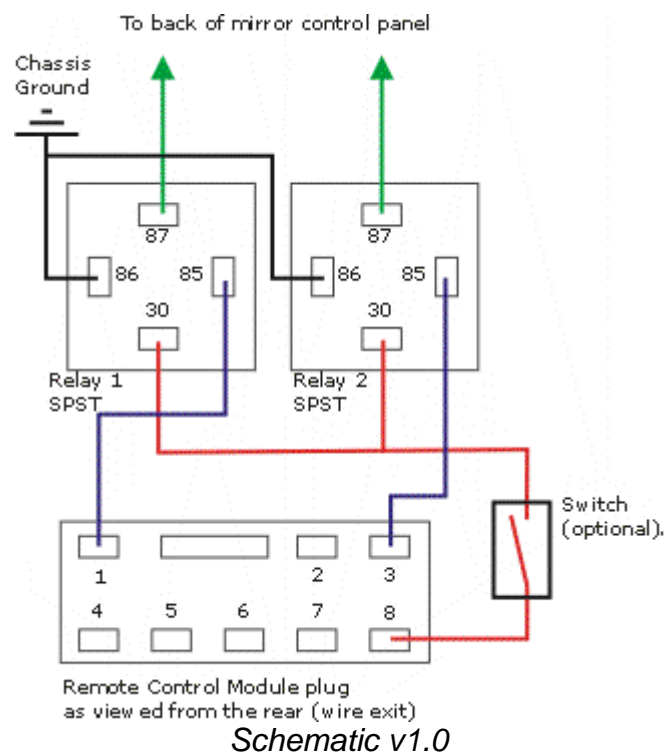 To back of mirror control panel
Chassis
Ground
87
87
86
85
86
85
30
30
Relay 1
SPST
Relay 2
SPST
Switch
(optional).
1
2
3
4
5
6
7
8
Remote Control Module plug
as viewed from the rear (wire exit)
Schematic v1.0